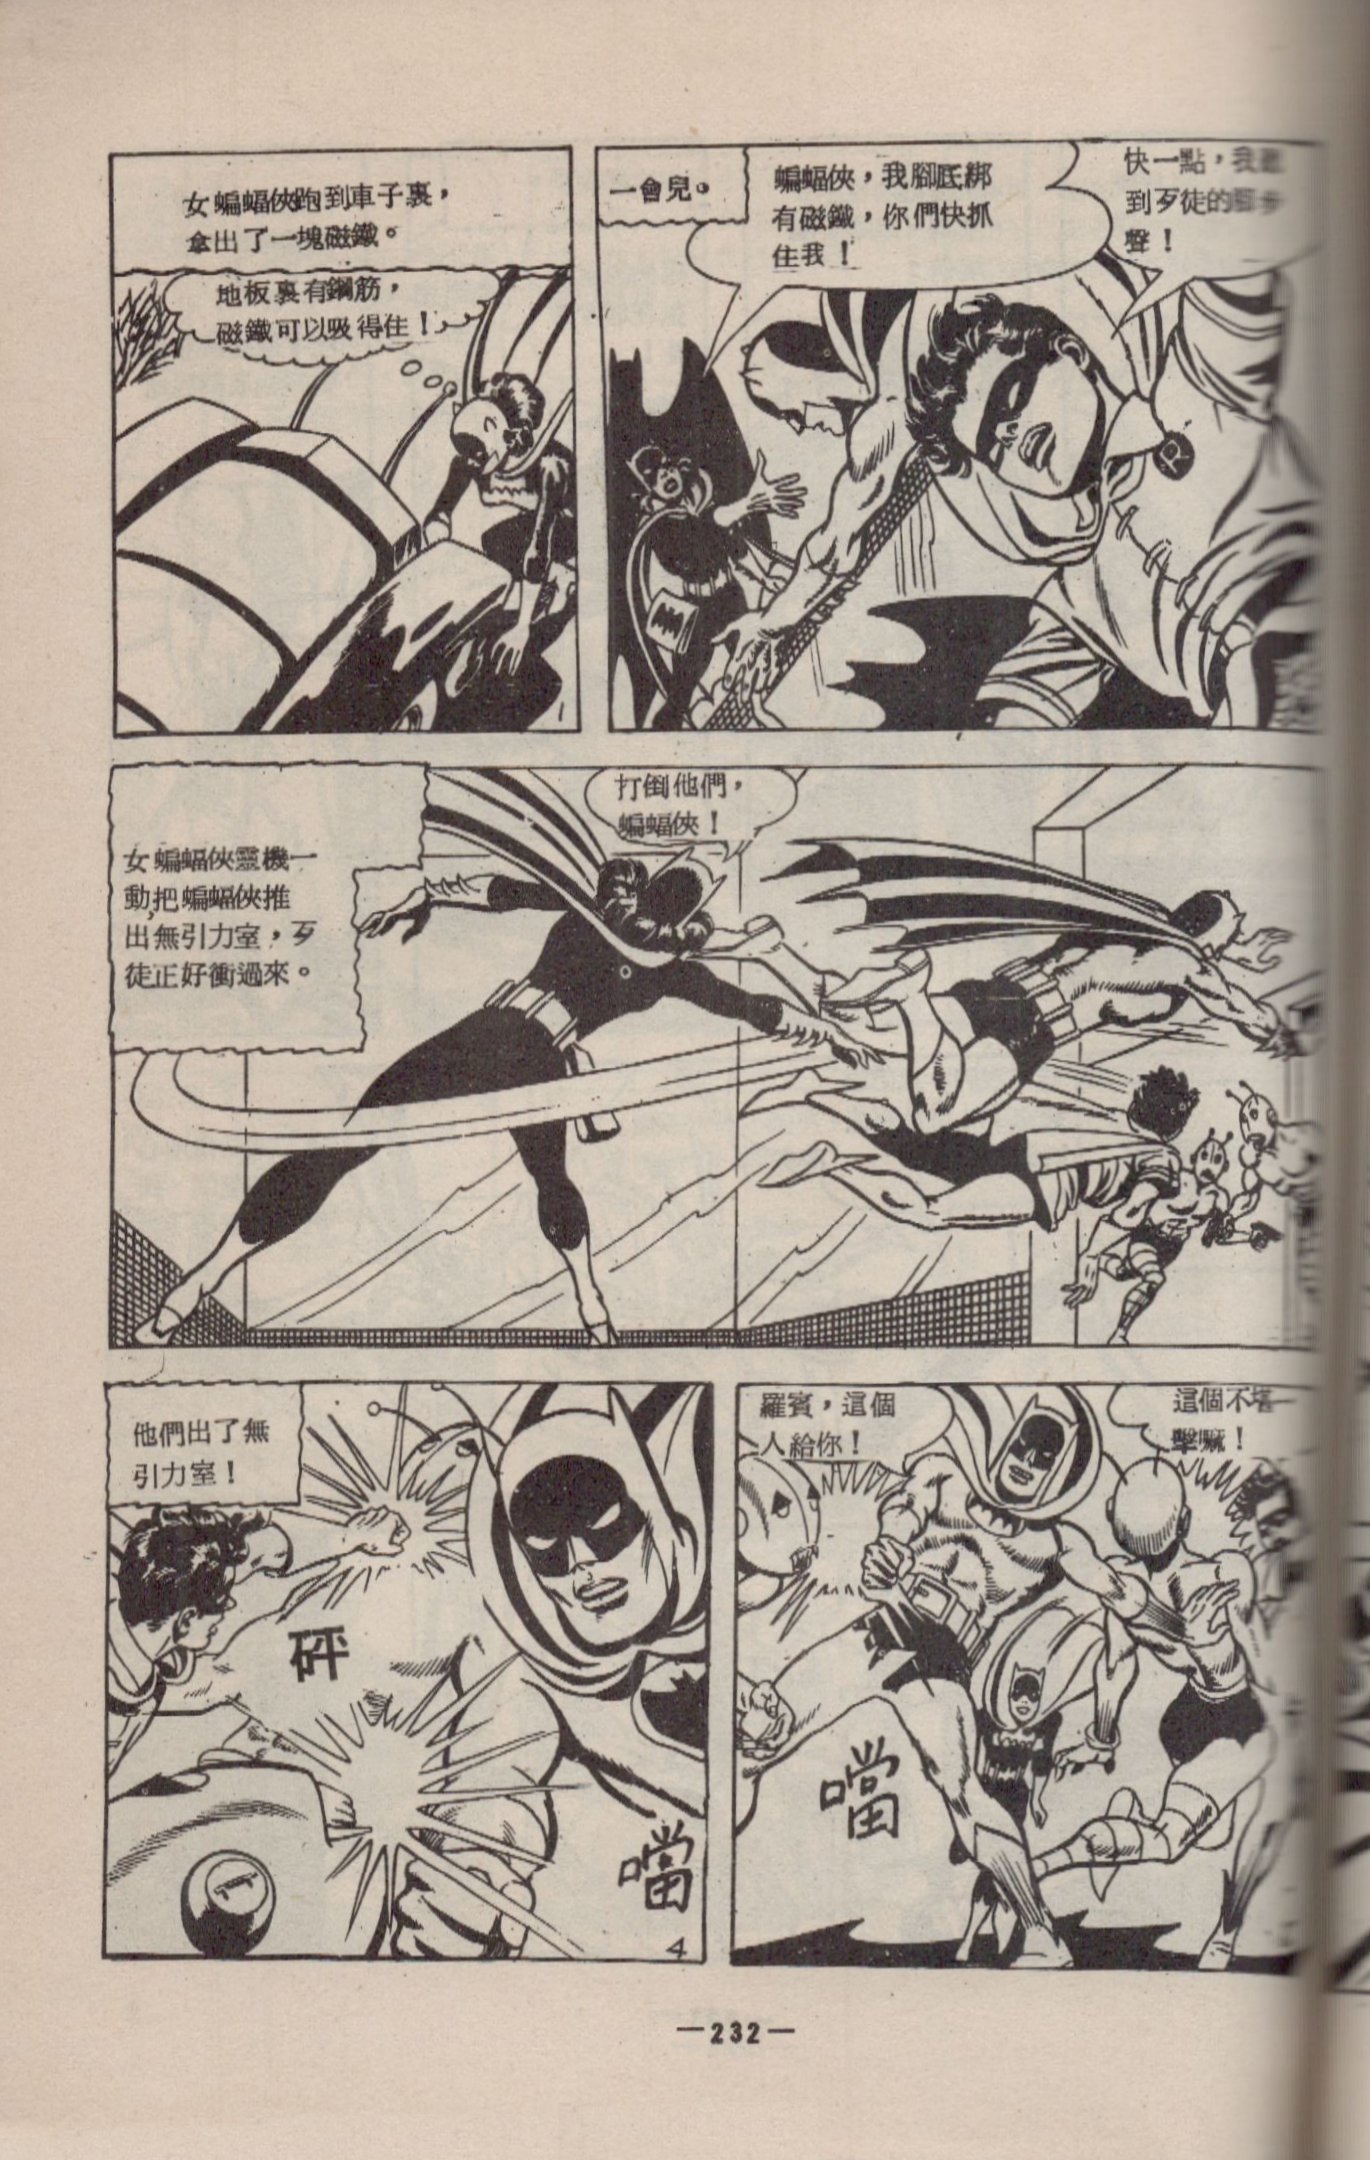 女蝙蝠俠跑到車子裏，
拿出了一塊磁鐵。
地板裏有鋼筋，
磁鐵可以吸得住！
一會兒。
蝙蝠俠，我腳底綁
有磁鐵，你們快抓
住我！
快一點，我聽
到歹徒的腳步
聲！
R
女蝙蝠俠靈機一
動，把蝙蝠俠推
出無引力室，歹
徒正好衝過來。
打倒他們，
蝙蝠俠！
他們出了無
引力室！
砰
噹
4
羅賓，這個
人給你！
這個不堪一
擊嘛！
噹
—232—